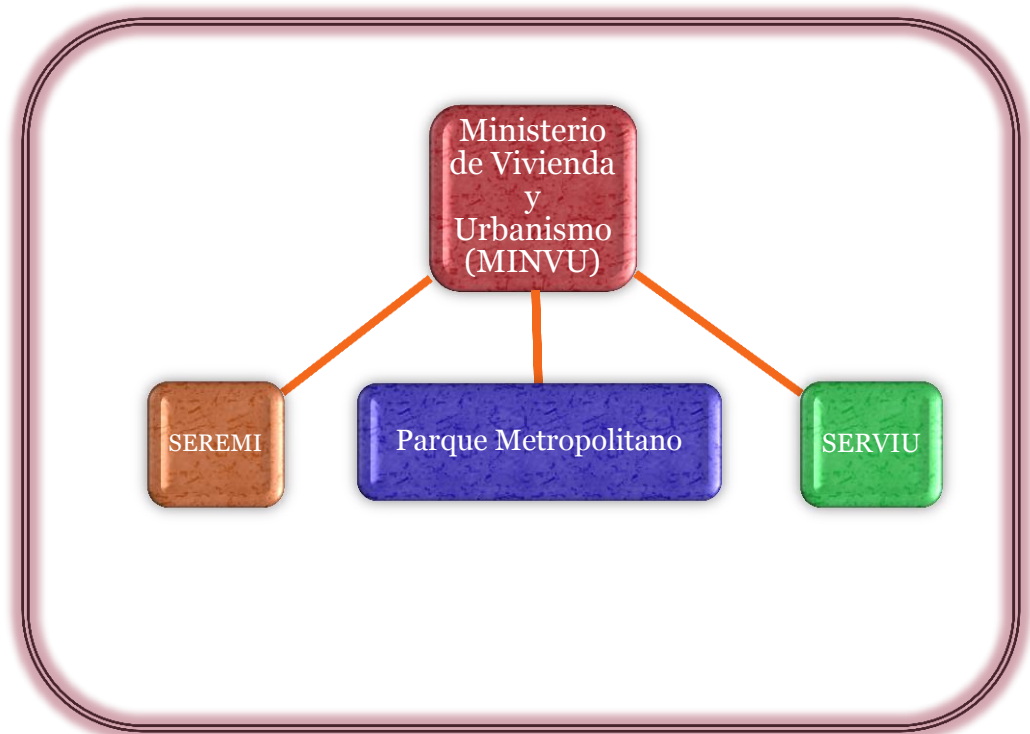 Ministerio
de Vivienda
y
Urbanismo
(MINVU)
SEREMI
Parque Metropolitano
SERVIU